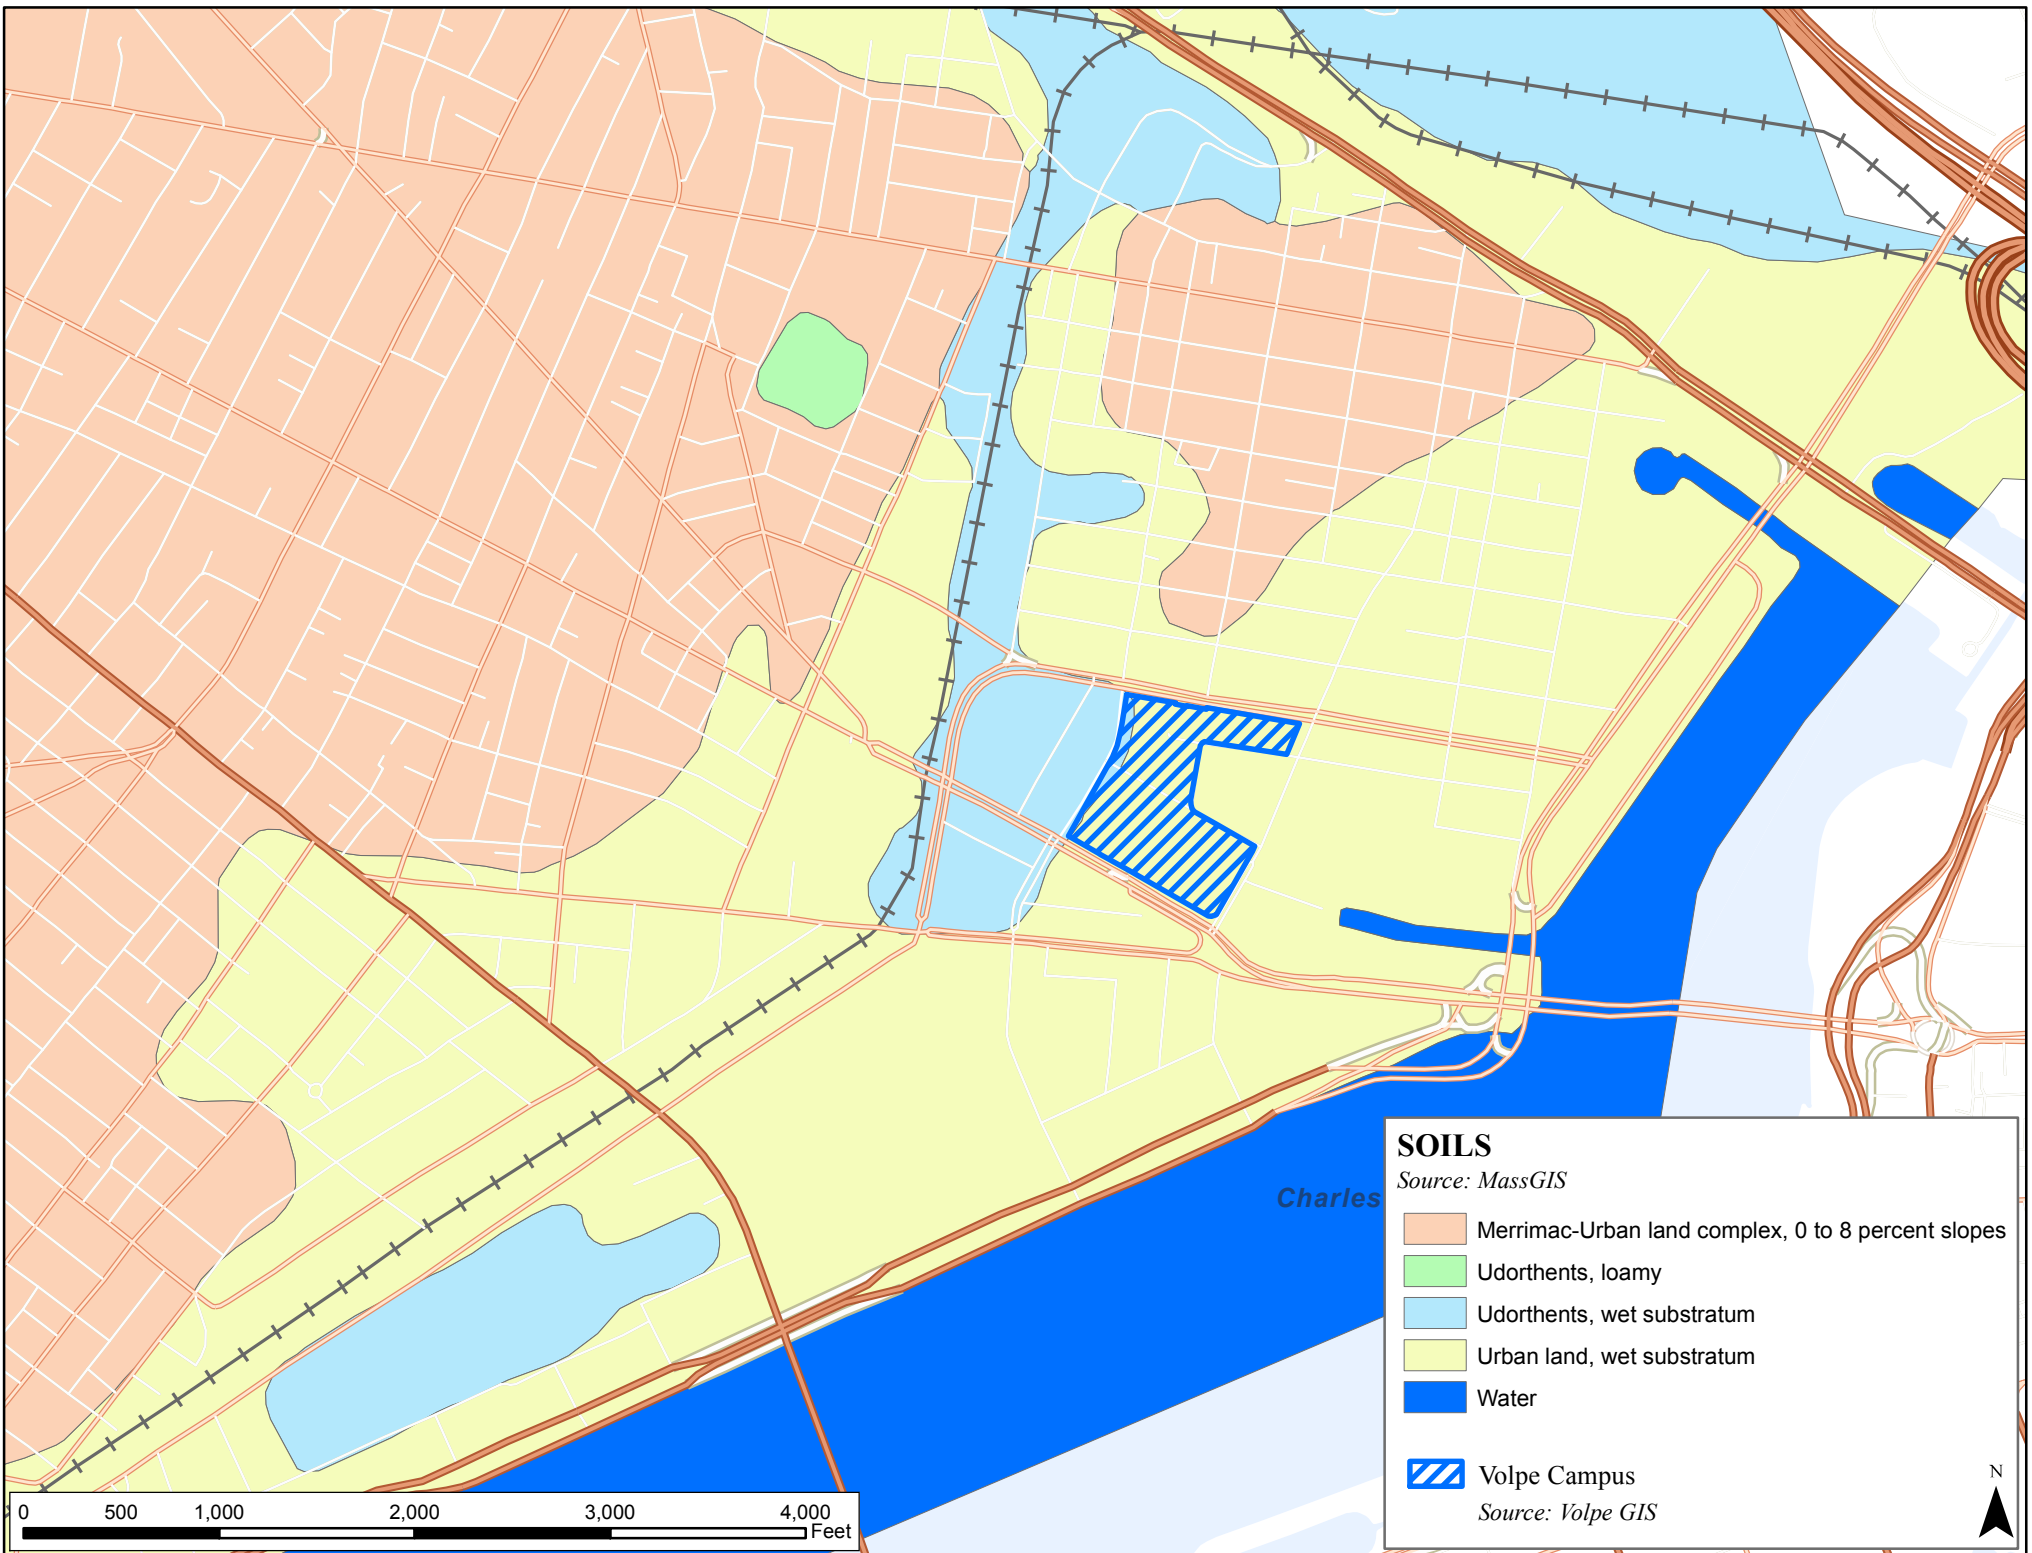 Charles
SOILS
Source: MassGIS
Merrimac-Urban land complex, 0 to 8 percent slopes
Udorthents, loamy
Udorthents, wet substratum
Urban land, wet substratum
Water
Volpe Campus
Source: Volpe GIS
N
0 500 1,000 2,000 3,000 4,000
Feet